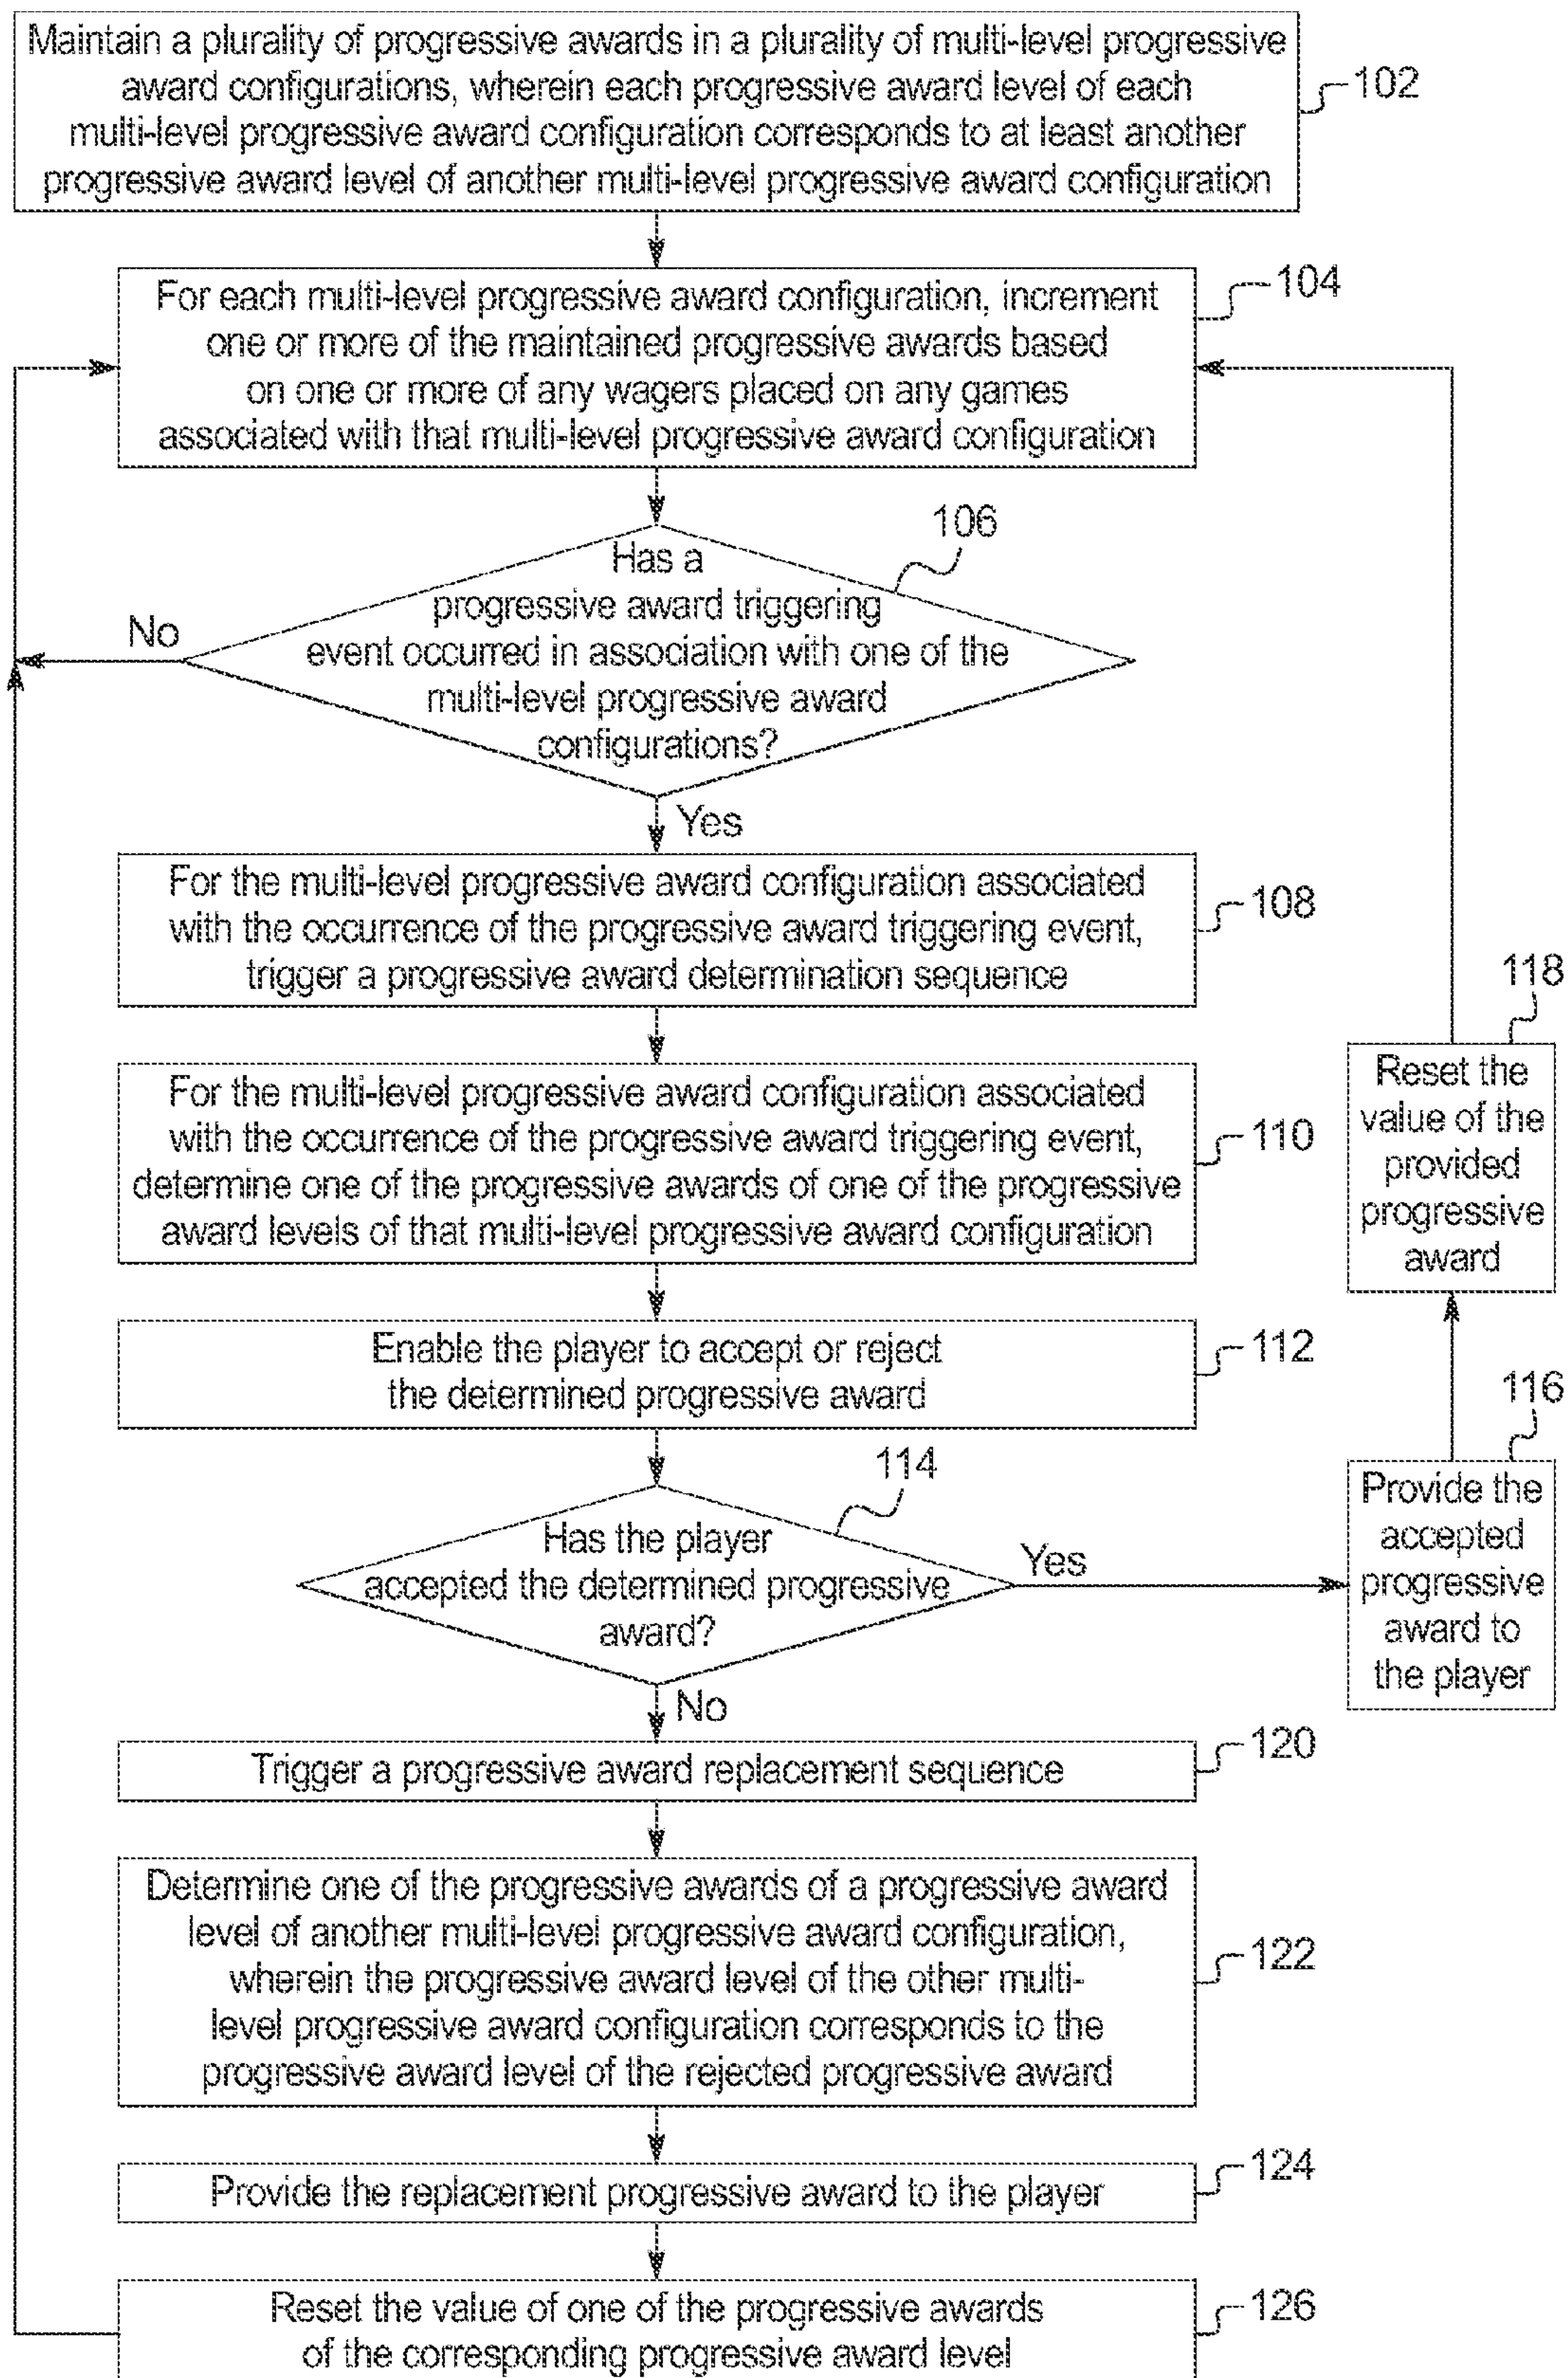 Maintain a plurality of progressive awards in a plurality of multi-level progressive
award configurations, wherein each progressive award level of each
multi-level progressive award configuration corresponds to at least another
progressive award level of another multi-level progressive award configuration
102
For each multi-level progressive award configuration, increment
one or more of the maintained progressive awards based
on one or more of any wagers placed on any games
associated with that multi-level progressive award configuration
104
106
Has a
progressive award triggering
event occurred in association with one of the
multi-level progressive award
configurations?
No
Yes
For the multi-level progressive award configuration associated
with the occurrence of the progressive award triggering event,
trigger a progressive award determination sequence
108
For the multi-level progressive award configuration associated
with the occurrence of the progressive award triggering event,
determine one of the progressive awards of one of the progressive
award levels of that multi-level progressive award configuration
110
118
Reset the
value of the
provided
progressive
award
Enable the player to accept or reject
the determined progressive award
112
114
Has the player
accepted the determined progressive
award?
Yes
No
116
Provide the
accepted
progressive
award to
the player
Trigger a progressive award replacement sequence
120
Determine one of the progressive awards of a progressive award
level of another multi-level progressive award configuration,
wherein the progressive award level of the other multi-
level progressive award configuration corresponds to the
progressive award level of the rejected progressive award
122
Provide the replacement progressive award to the player
124
Reset the value of one of the progressive awards
of the corresponding progressive award level
126